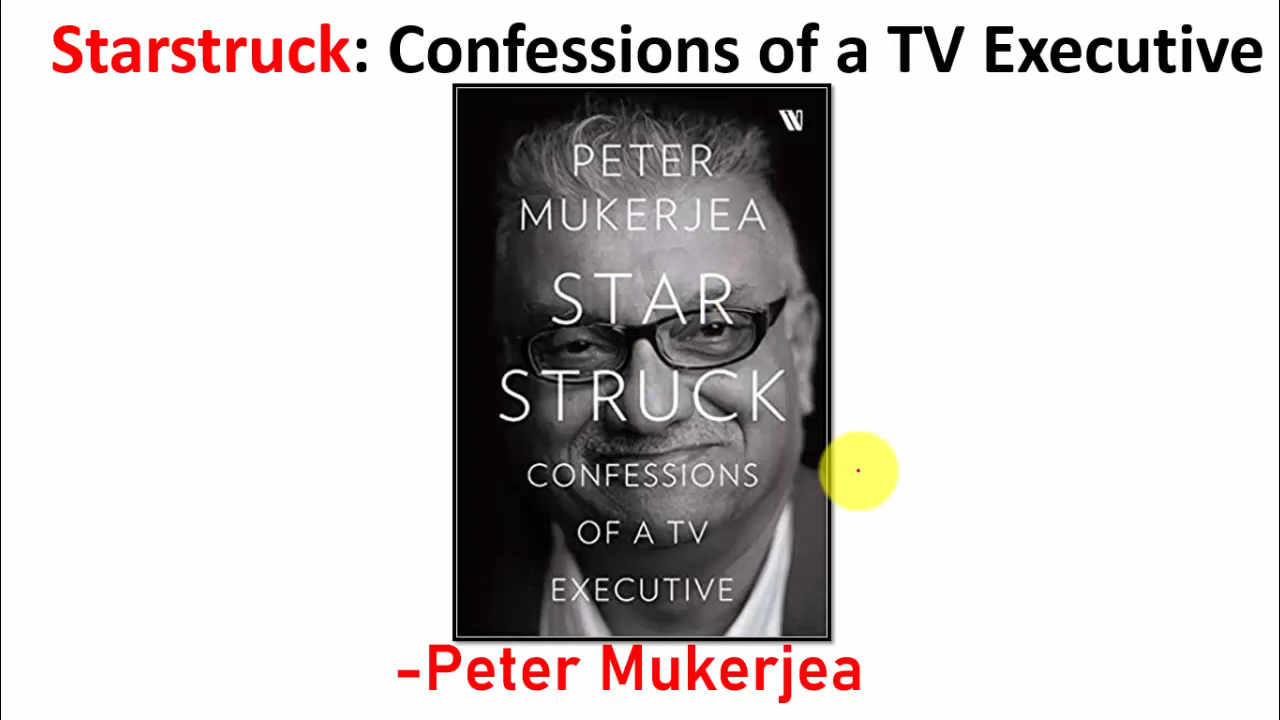 Starstruck: Confessions of a TV Executive
W
PETER
MUKERJEA
STAR
STRUCK
CONFESSIONS
OF A TV
EXECUTIVE
-Peter Mukerjea